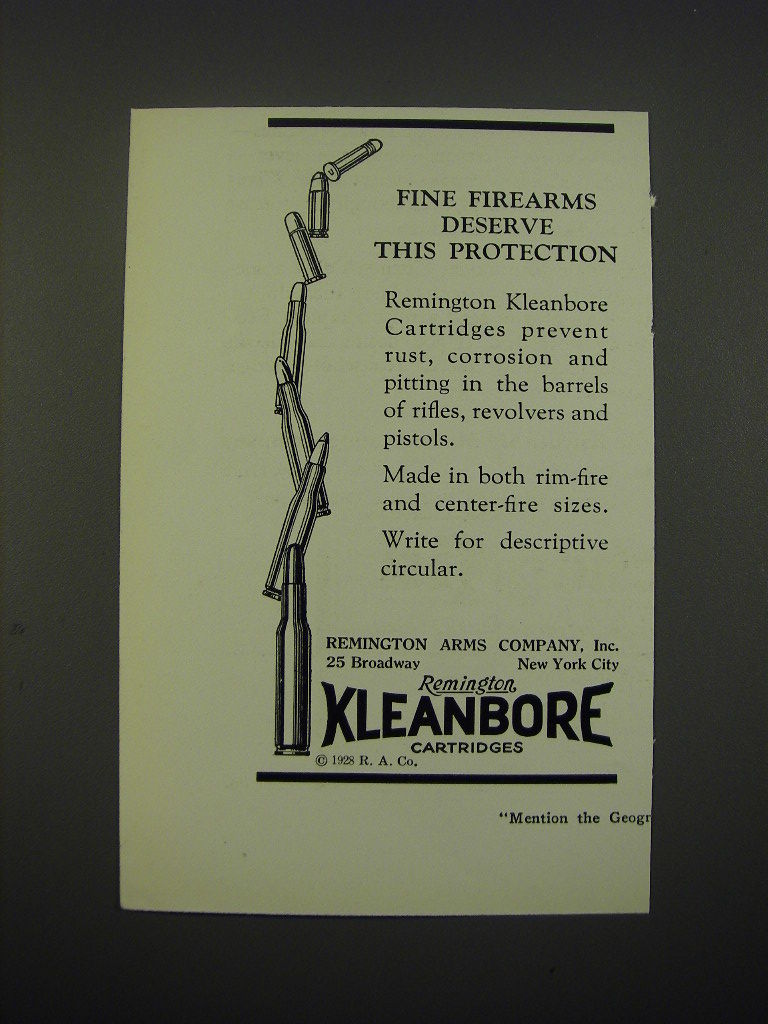 FINE FIREARMS
DESERVE
THIS PROTECTION
Remington Kleanbore
Cartridges prevent
rust, corrosion and
pitting in the barrels
of rifles, revolvers and
pistols.
Made in both rim-fire
and center-fire sizes.
Write for descriptive
circular.
REMINGTON ARMS COMPANY, Inc.
25 Broadway New York City
Remington,
KLEANBORE
CARTRIDGES
© 1928 R. A. Co.
"Mention the Geogr